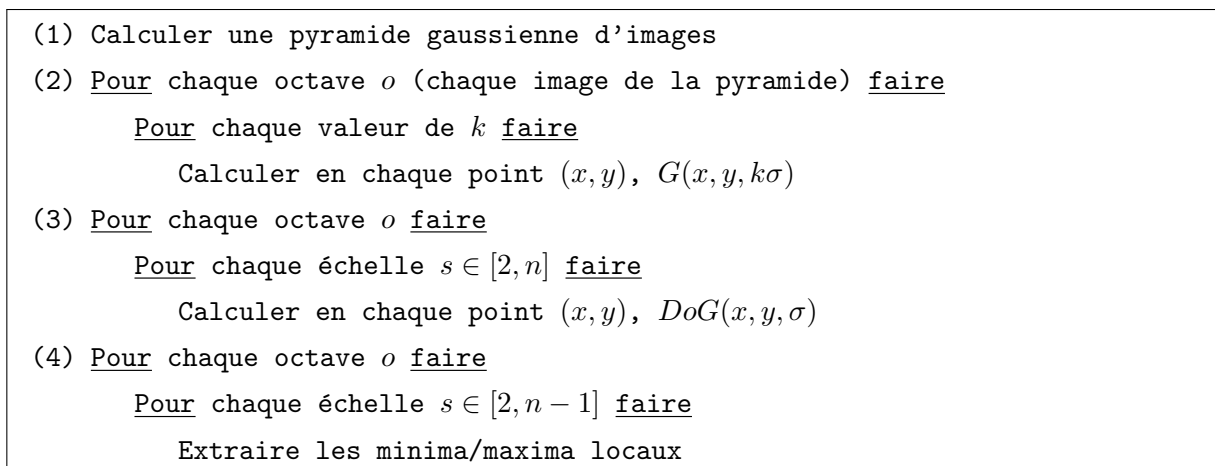 (1) Calculer une pyramide gaussienne d'images
(2) Pour chaque octave o (chaque image de la pyramide) faire
Pour chaque valeur de k faire
Calculer en chaque point (x, y), G(x, y, kσ)
(3) Pour chaque octave o faire
Pour chaque échelle s ∈ [2, n] faire
Calculer en chaque point (x, y), DoG(x, y, σ)
(4) Pour chaque octave o faire
Pour chaque échelle s ∈ [2, n − 1] faire
Extraire les minima/maxima locaux